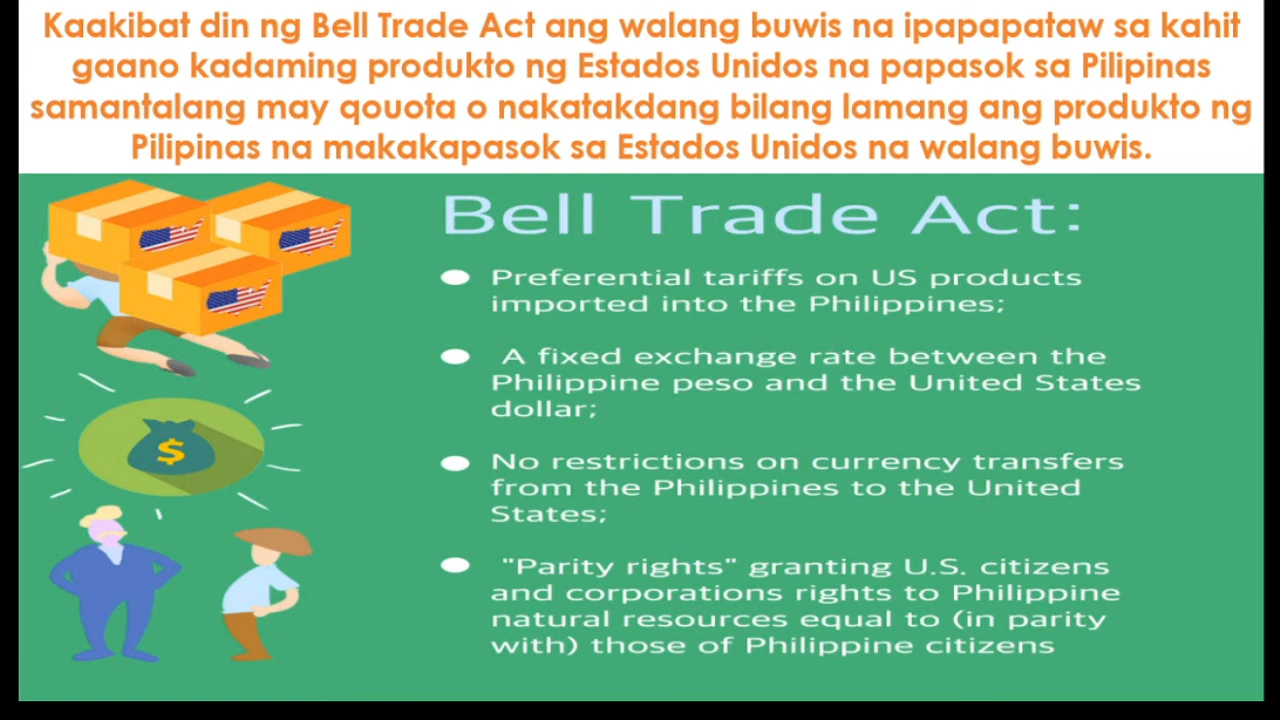 Kaakibat din ng Bell Trade Act ang walang buwis na ipapapataw sa kahit
gaano kadaming produkto ng Estados Unidos na papasok sa Pilipinas
samantalang may qouota o nakatakdang bilang lamang ang produkto ng
Pilipinas na makakapasok sa Estados Unidos na walang buwis.
Bell Trade Act:
Preferential tariffs on US products
imported into the Philippines;
A fixed exchange rate between the
Philippine peso and the United States
dollar;
No restrictions on currency transfers
from the Philippines to the United
States;
"Parity rights" granting U.S. citizens
and corporations rights to Philippine
natural resources equal to (in parity
with) those of Philippine citizens
$